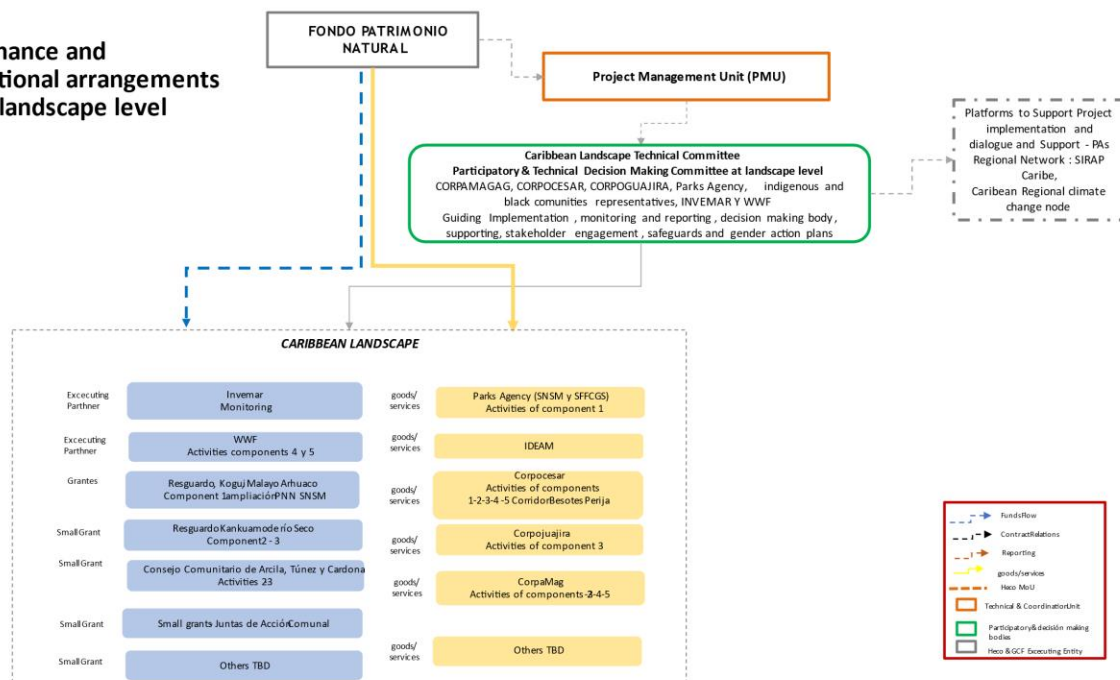 nance and
tional arrangements
landscape level
FONDO PATRIMONIO
NATURAL
Project Management Unit (PMU)
Platforms to Support Project
implementation and
dialogue and Support - PAs
Regional Network : SIRAP
Caribe,
Caribean Regional climate
change node
Caribbean Landscape Technical Committee
Participatory & Technical Decision Making Committee at landscape level
CORPAMAGAG, CORPOCESAR, CORPOGUAJIRA, Parks Agency, indigenous and
black comunities representatives, INVEMAR Y WWF
Guiding Implementation , monitoring and reporting , decision making body ,
supporting, stakeholder engagement , safeguards and gender action plans
CARIBBEAN LANDSCAPE
Excecuting
Parthner
Invemar
Monitoring
goods/
services
Parks Agency (SNSM y SFFCGS)
Activities of component 1
Excecuting
Parthner
WWF
Activities components 4 y 5
goods/
services
IDEAM
Grantes
Resguardo, Kogui Malayo Arhuaco
Component 1ampliaciónPNN SNSM
goods/
services
Corpocesar
Activities of components
1-2-3-4 -5 CorridorBesotes Perija
SmallGrant
ResguardoKankuamode río Seco
Component2 - 3
goods/
services
Corpojuajira
Activities of component 3
SmallGrant
Consejo Comunitario de Arcila, Túnez y Cardona
Activities 23
goods/
services
CorpaMag
Activities of components -4-5
SmallGrant
Small grants Juntas de AcciónComunal
SmallGrant
Others TBD
goods/
services
Others TBD
FundsFlow
ContractRelations
Reporting
goods/services
Heco MoU
Technical & CoordinationUnit
Participatory&decisión making
bodies
Heco &GCF Executing Entity